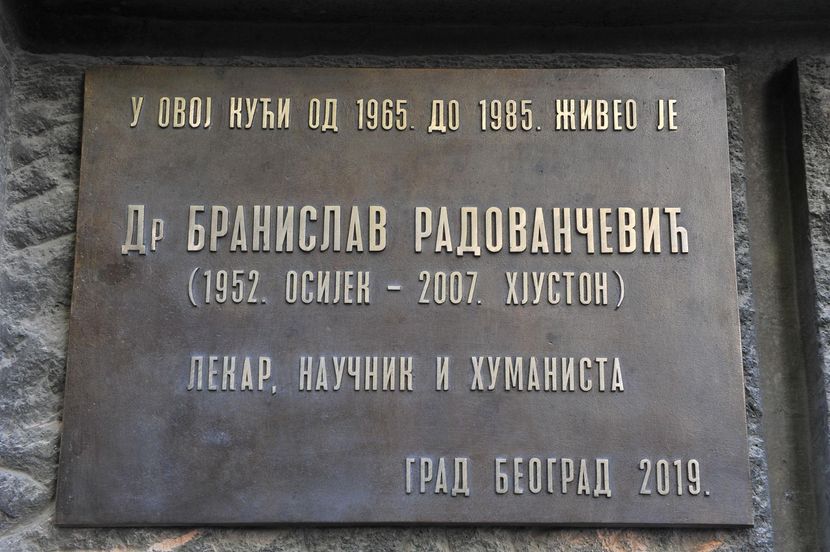 У ОВОЈ КУЋИ ОД 1965. ДО 1985. ЖИВЕО ЈЕ
Др БРАНИСЛАВ РАДОВАНЧЕВИЋ
(1952. ОСИЈЕК – 2007. ХЈУСТОН)
ЛЕКАР, НАУЧНИК И ХУМАНИСТА
ГРАД БЕОГРАД 2019.